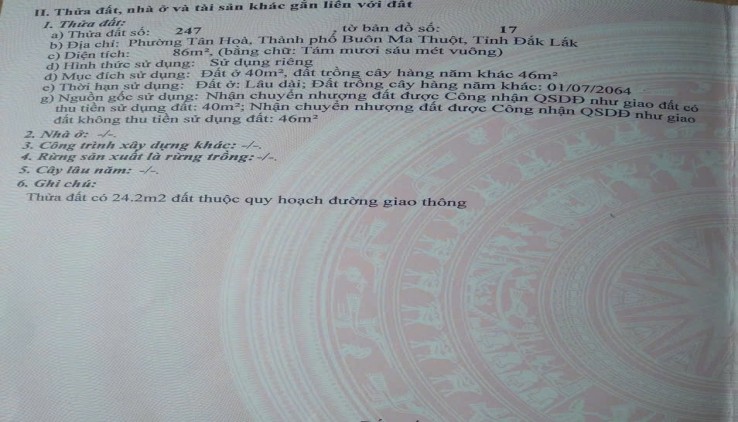 II. Thửa đất, nhà ở và tài sản khác gắn liền với đất
1. Thửa đất:
a) Thửa đất số: 247 , tờ bản đồ số: 17
b) Địa chỉ: Phường Tân Hoà, Thành phố Buôn Ma Thuột, Tỉnh Đắk Lắk
c) Diện tích: 86m², (bằng chữ: Tám mươi sáu mét vuông)
d) Hình thức sử dụng: Sử dụng riêng
đ) Mục đích sử dụng: Đất ở 40m², đất trồng cây hàng năm khác 46m²
e) Thời hạn sử dụng: Đất ở: Lâu dài; Đất trồng cây hàng năm khác: 01/07/2064
g) Nguồn gốc sử dụng: Nhận chuyển nhượng đất được Công nhận QSDĐ như giao đất có
thu tiền sử dụng đất: 40m²; Nhận chuyển nhượng đất được Công nhận QSDĐ như giao
đất không thu tiền sử dụng đất: 46m²
2. Nhà ở: -/-.
3. Công trình xây dựng khác: -/-.
4. Rừng sản xuất là rừng trồng: -/-.
5. Cây lâu năm: -/-.
6. Ghi chú:
Thửa đất có 24.2m2 đất thuộc quy hoạch đường giao thông